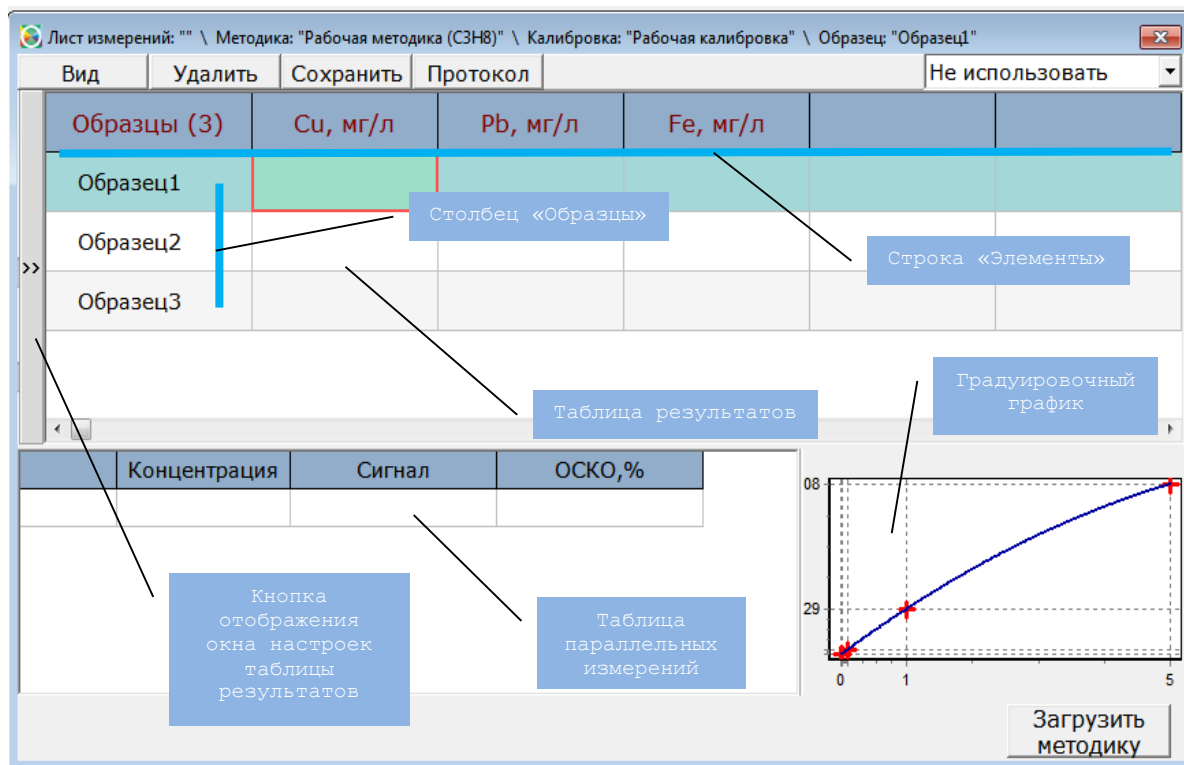 Лист измерений: "" \ Методика: "Рабочая методика (C3H8)" \ Калибровка: "Рабочая калибровка" \ Образец: "Образец1"
Вид Удалить Сохранить Протокол Не использовать
Образцы (3) Cu, мг/л Pb, мг/л Fe, мг/л
Образец1
Столбец «Образцы»
Образец2
Строка «Элементы»
>>
Образец3
Градуировочный
график
Таблица результатов
Концентрация Сигнал ОСКО,%
08
29
0 1 5
Кнопка
отображения
окна настроек
таблицы
результатов
Таблица
параллельных
измерений
Загрузить
методику